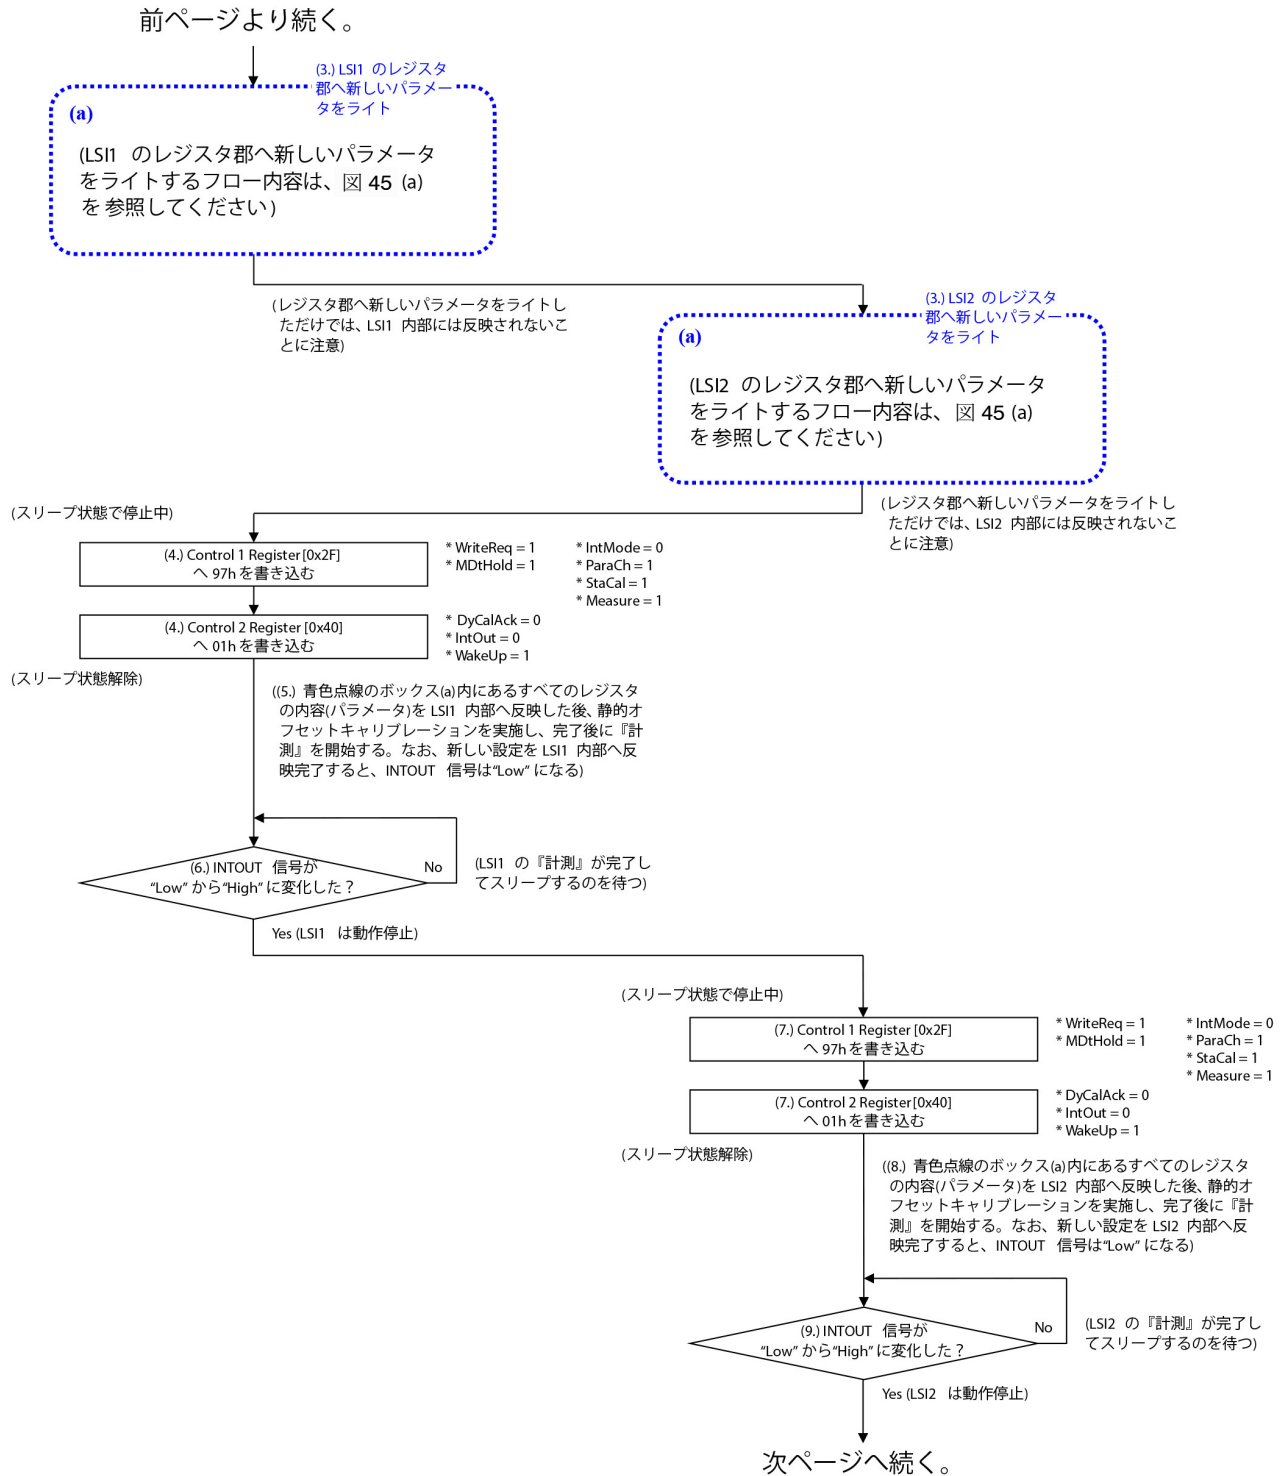 前ページより続く。
(3.) LSI1 のレジスタ
郡へ新しいパラメー
タをライト
(a)
(LSI1 のレジスタ郡へ新しいパラメータ
をライトするフロー内容は、図 45 (a)
を参照してください)
(レジスタ郡へ新しいパラメータをライトし
ただけでは、LSI1 内部には反映されないこ
とに注意)
(3.) LSI2 のレジスタ
郡へ新しいパラメー
タをライト
(a)
(LSI2 のレジスタ郡へ新しいパラメータ
をライトするフロー内容は、図 45 (a)
を参照してください)
(レジスタ郡へ新しいパラメータをライトし
ただけでは、LSI2 内部には反映されないこ
とに注意)
(スリープ状態で停止中)
(4.) Control 1 Register [0x2F]
へ 97h を書き込む
* WriteReq = 1
* MDtHold = 1
* IntMode = 0
* ParaCh = 1
* StaCal = 1
* Measure = 1
(4.) Control 2 Register [0x40]
へ 01h を書き込む
* DyCalAck = 0
* IntOut = 0
* WakeUp = 1
(スリープ状態解除)
((5.) 青色点線のボックス(a)内にあるすべてのレジスタ
の内容(パラメータ)を LSI1 内部へ反映した後、静的オ
フセットキャリブレーションを実施し、完了後に『計
測』を開始する。なお、新しい設定を LSI1 内部へ反
映完了すると、INTOUT 信号は“Low” になる)
(6.) INTOUT 信号が
“Low” から“High” に変化した？
No
(LSI1 の『計測』が完了し
てスリープするのを待つ)
Yes (LSI1 は動作停止)
(スリープ状態で停止中)
(7.) Control 1 Register [0x2F]
へ 97h を書き込む
* WriteReq = 1
* MDtHold = 1
* IntMode = 0
* ParaCh = 1
* StaCal = 1
* Measure = 1
(7.) Control 2 Register [0x40]
へ 01h を書き込む
* DyCalAck = 0
* IntOut = 0
* WakeUp = 1
(スリープ状態解除)
((8.) 青色点線のボックス(a)内にあるすべてのレジスタ
の内容(パラメータ)を LSI2 内部へ反映した後、静的オ
フセットキャリブレーションを実施し、完了後に『計
測』を開始する。なお、新しい設定を LSI2 内部へ反
映完了すると、INTOUT 信号は“Low” になる)
(9.) INTOUT 信号が
“Low” から“High” に変化した？
No
(LSI2 の『計測』が完了し
てスリープするのを待つ)
Yes (LSI2 は動作停止)
次ページへ続く。